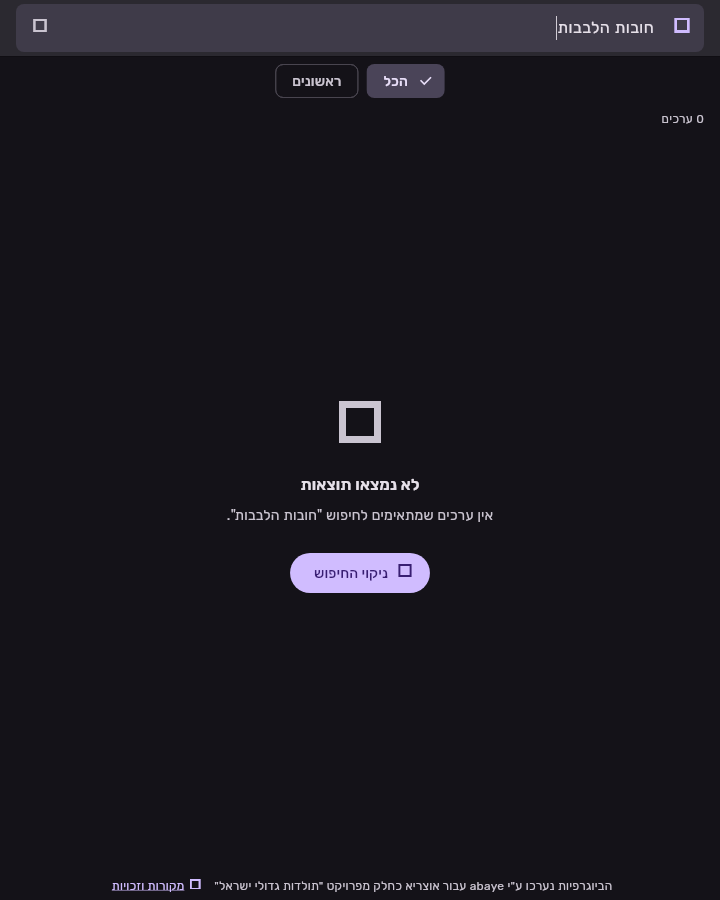 חובות הלבבות
הכל
ראשונים
0 ערכים
לא נמצאו תוצאות
אין ערכים שמתאימים לחיפוש "חובות הלבבות".
ניקוי החיפוש
הביוגרפיות נערכו ע"י abaye עבור אוצריא כחלק מפרויקט "תולדות גדולי ישראל"
מקורות וזכויות